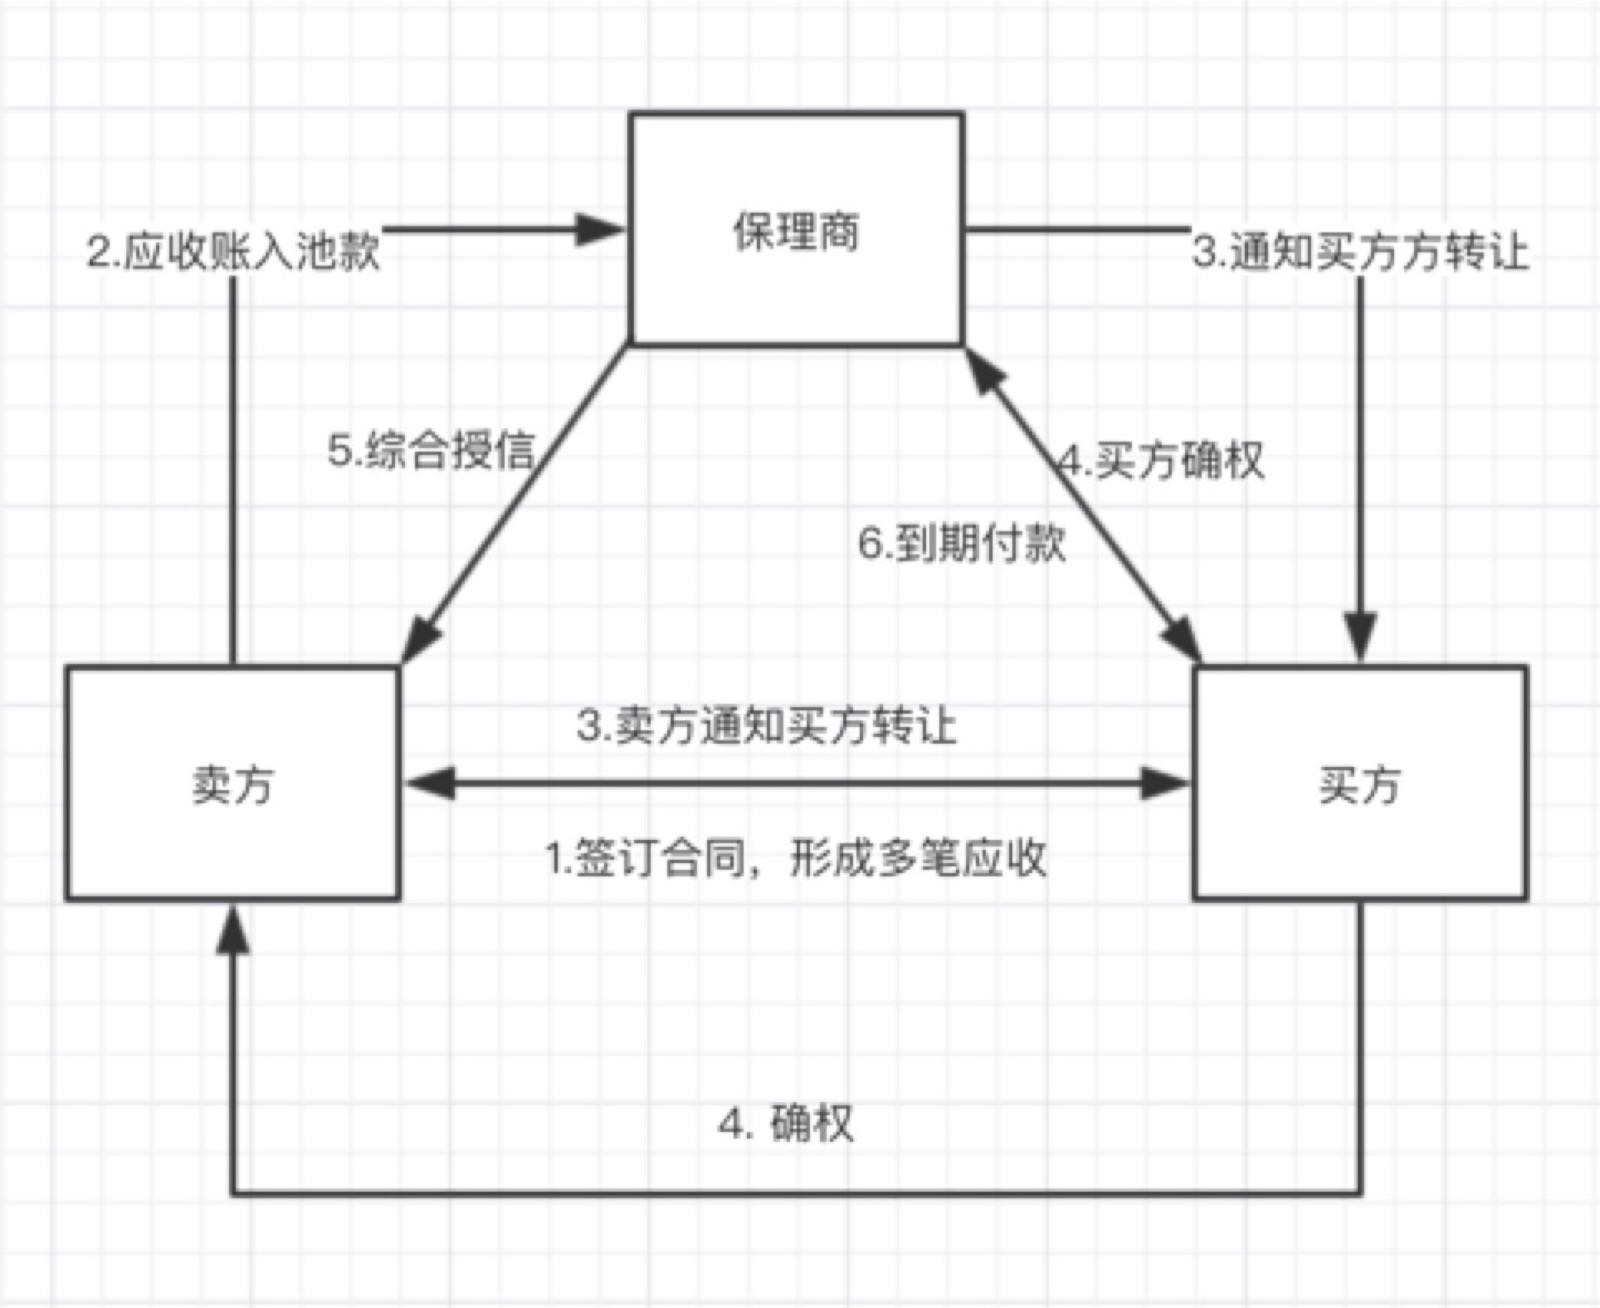 保理商
2.应收账入池款
3.通知买方方转让
5.综合授信
4.买方确权
6.到期付款
3.卖方通知买方转让
卖方
买方
1.签订合同，形成多笔应收
4. 确权